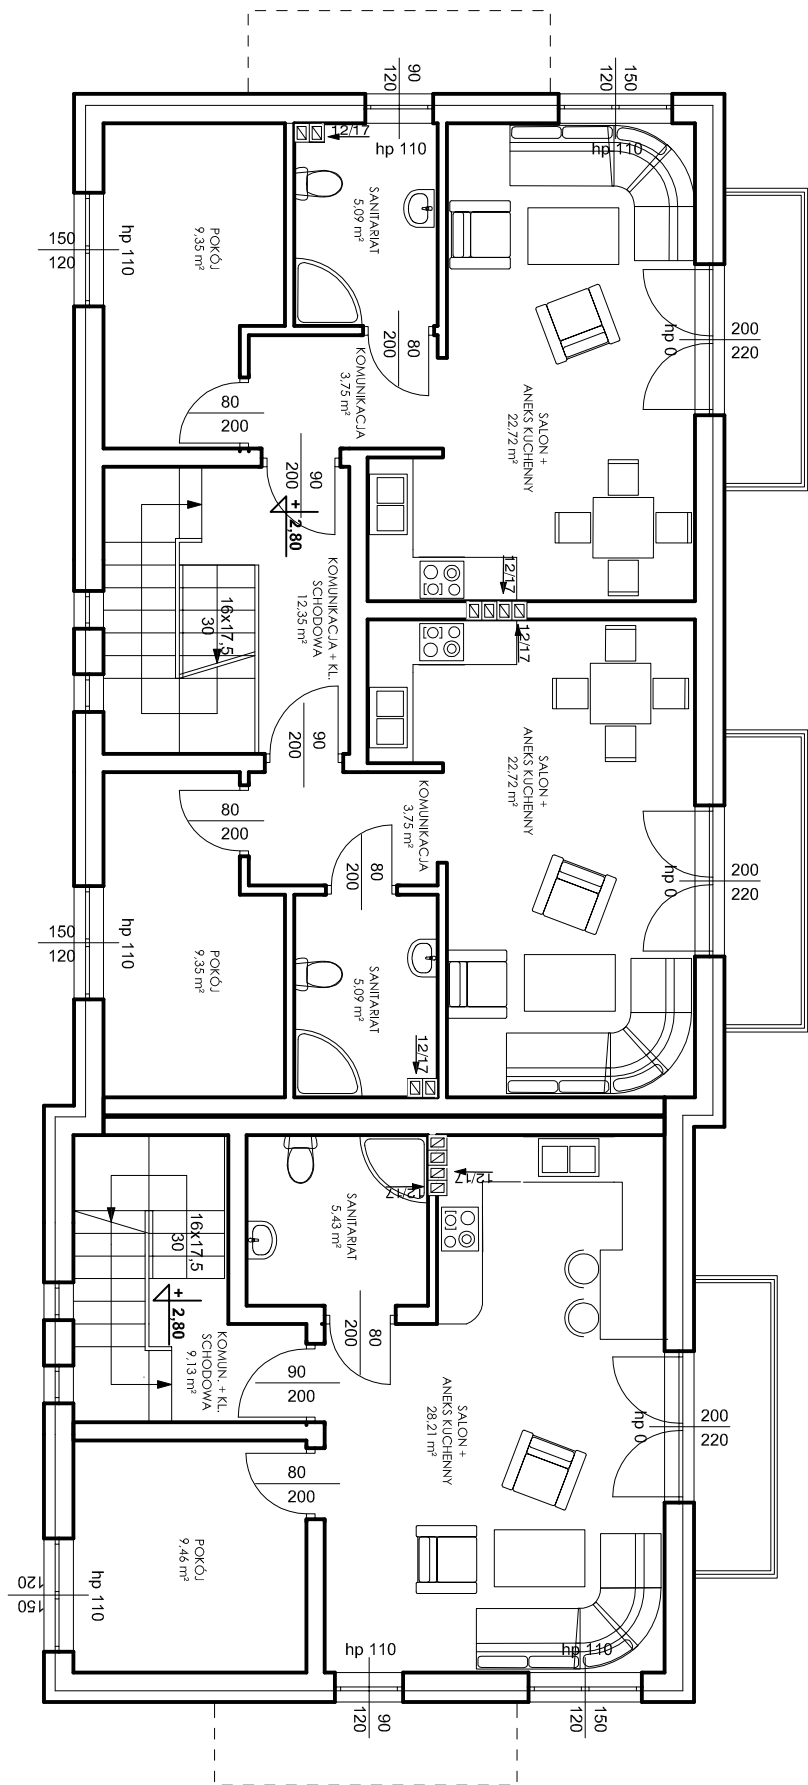 90
120
150
120
12/17
hp 110
hp 110
SANITARIAT
5,09 m²
POKÓJ
9,35 m²
hp 110
150
120
200
220
hp 0
80
200
KOMUNIKACJA
3,75 m²
SALON +
ANEKS KUCHENNY
22,72 m²
80
200
90
200
+
2,80
12/17
KOMUNIKACJA + KL.
SCHODOWA
12,35 m²
16x17,5
30
12/17
90
200
SALON +
ANEKS KUCHENNY
22,72 m²
80
200
KOMUNIKACJA
3,75 m²
80
200
hp 0
200
220
150
120
hp 110
POKÓJ
9,35 m²
SANITARIAT
5,09 m²
12/17
12/17
12/17
SANITARIAT
5,43 m²
16x17,5
30
+
2,80
KOMUN. + KL.
SCHODOWA
9,13 m²
80
200
90
200
SALON +
ANEKS KUCHENNY
28,21 m²
hp 0
200
220
80
200
POKÓJ
9,46 m²
hp 110
120
150
hp 110
hp 110
90
120
150
120